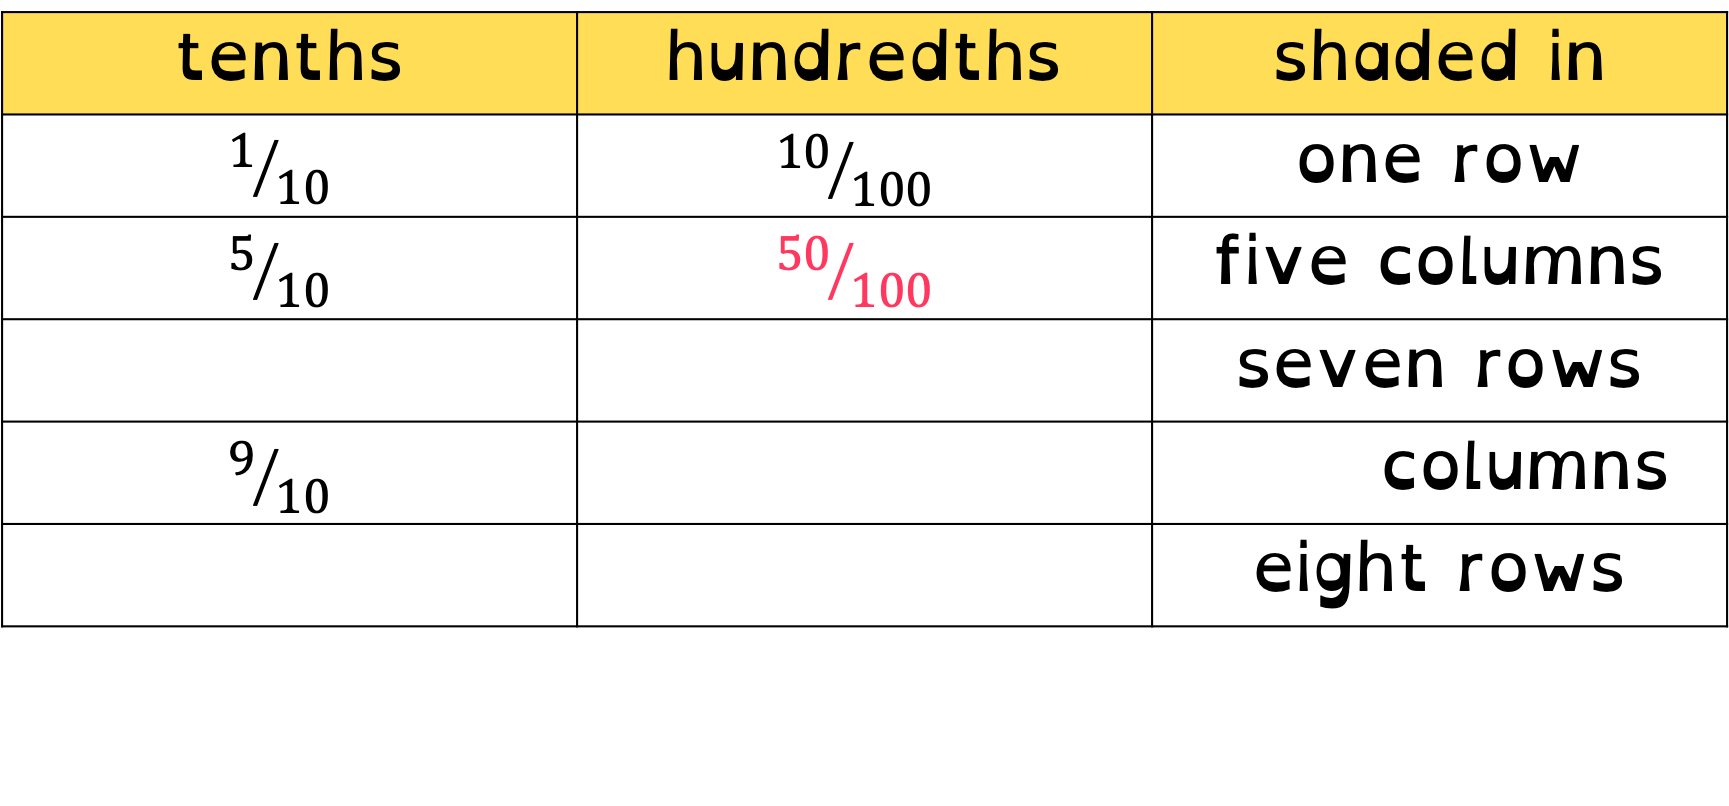 tenths hundredths shaded in
1/10 10/100 one row
5/10 50/100 five columns
seven rows
9/10 columns
eight rows